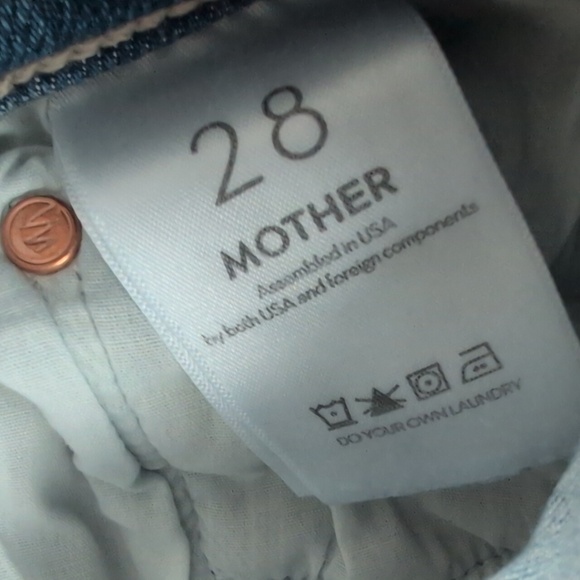 28
MOTHER
Assembled in USA
by both USA and foreign components
DO YOUR OWN LAUNDRY